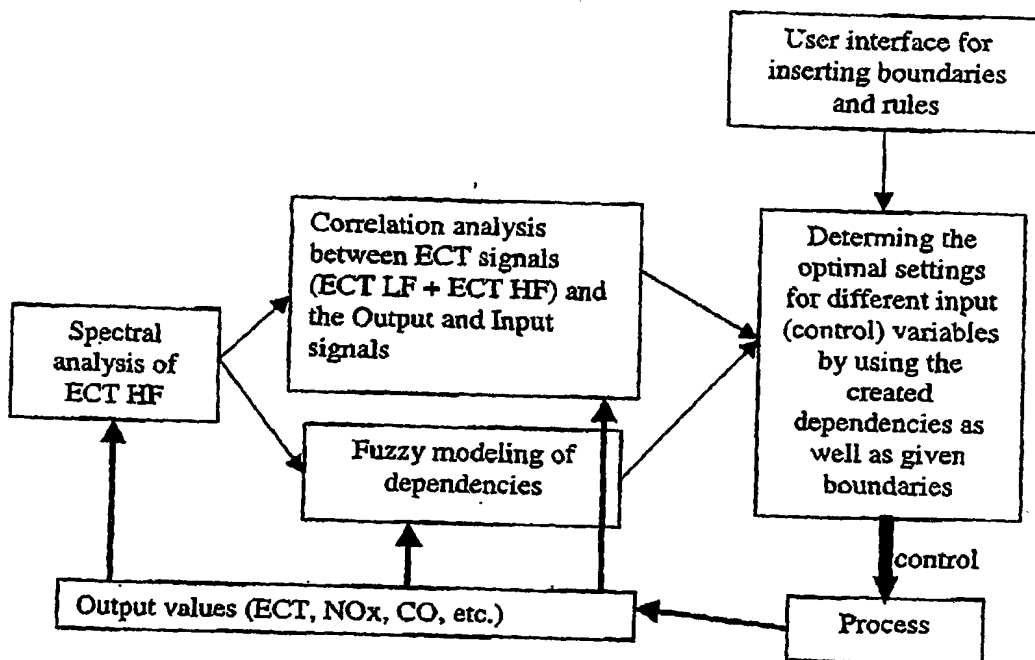 User interface for
inserting boundaries
and rules
Correlation analysis
between ECT signals
(ECT LF + ECT HF) and
the Output and Input
signals
Determing the
optimal settings
for different input
(control) variables
by using the
created
dependencies as
well as given
boundaries
Spectral
analysis of
ECT HF
Fuzzy modeling of
dependencies
control
Output values (ECT, NOx, CO, etc.)
Process